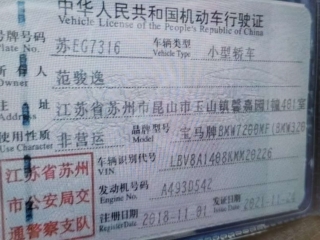 中华人民共和国机动车行驶证
Vehicle License of the People's Republic of China
号牌号码 苏EG7316 车辆类型 小型轿车
Plate No. Vehicle Type
所有人 范骏逸
Owner
住址 江苏省苏州市昆山市玉山镇
Address
使用性质 非营运 品牌型号 宝马牌
Use Character Model
江苏省苏州 车辆识别代号 LBV8A1408KMM20226
VIN
市公安局交 发动机号码 A493D542
Engine No.
通警察支队 注册日期 2018-11-01 发证日期
Register Date Issue Date